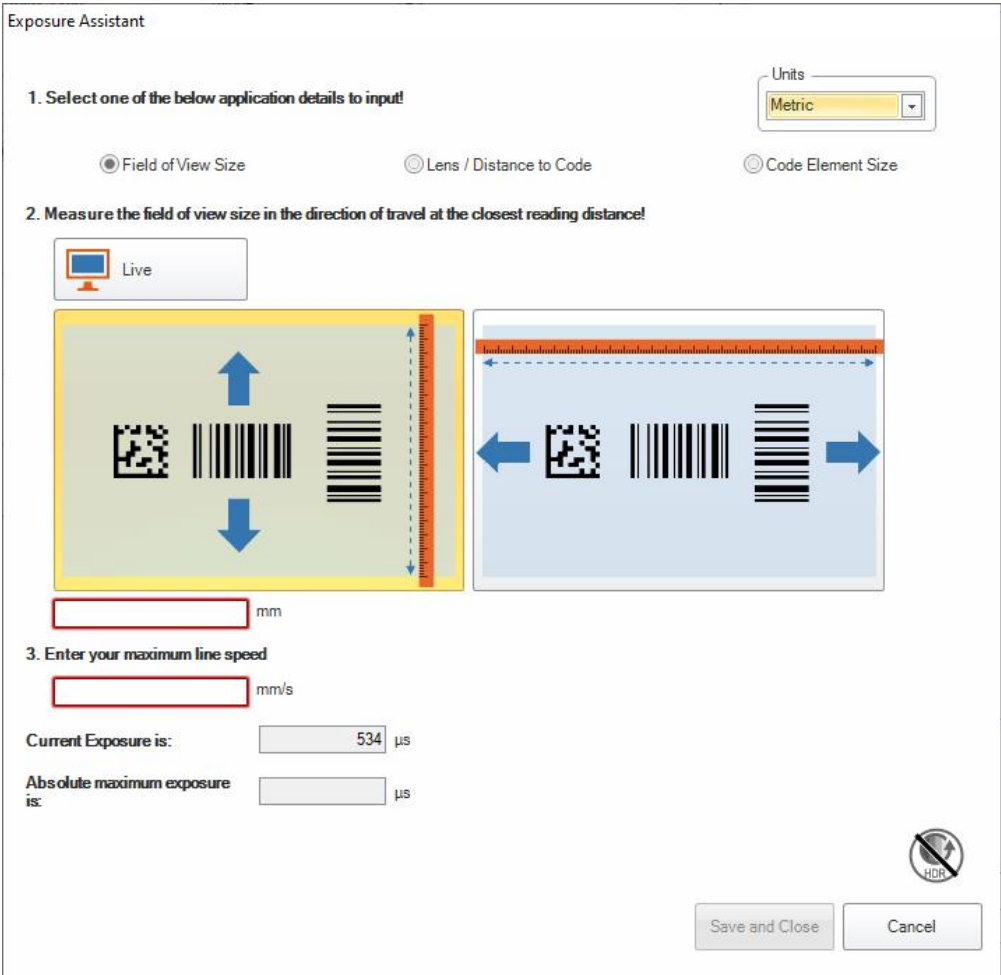 Exposure Assistant
Units
1. Select one of the below application details to input!
Metric
Field of View Size
Lens / Distance to Code
Code Element Size
2. Measure the field of view size in the direction of travel at the closest reading distance!
Live
mm
3. Enter your maximum line speed
mm/s
Current Exposure is:
534 µs
Absolute maximum exposure
is:
µs
HDR
Save and Close
Cancel